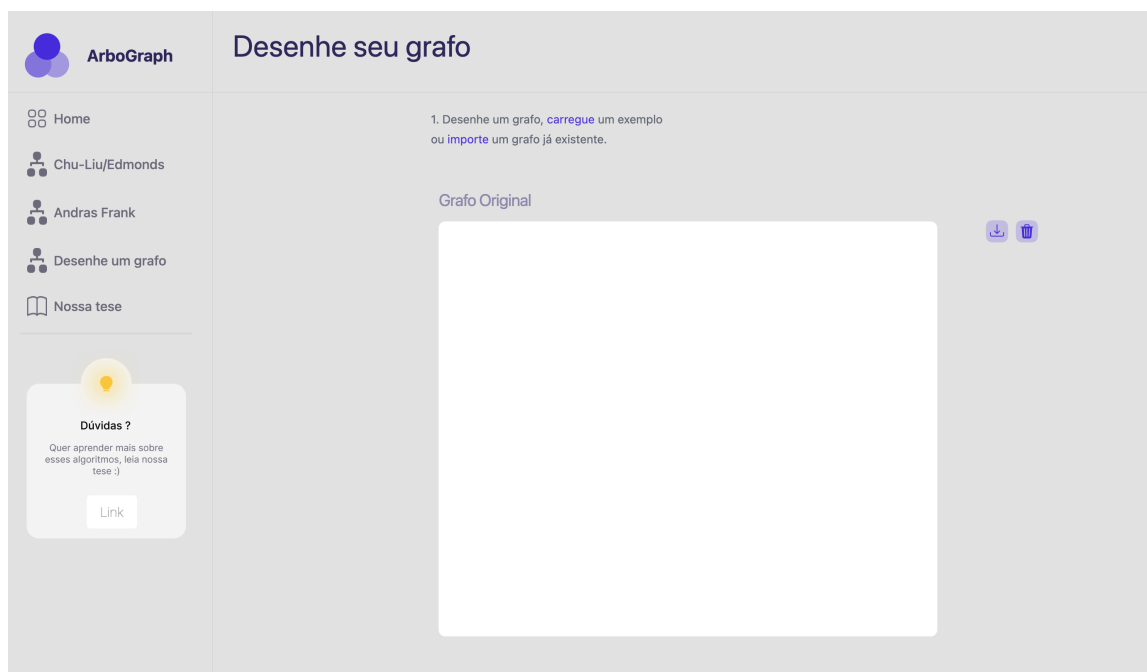 ArboGraph
Desenhe seu grafo
Home
Chu-Liu/Edmonds
Andras Frank
Desenhe um grafo
Nossa tese
Dúvidas ?
Quer aprender mais sobre
esses algoritmos, leia nossa
tese :)
Link
1. Desenhe um grafo, carregue um exemplo
ou importe um grafo já existente.
Grafo Original